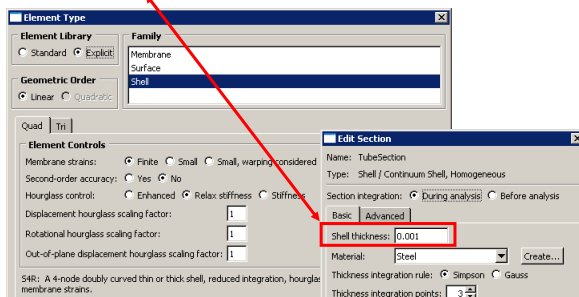 Element Type
Element Library
Family
Standard Explicit
Membrane
Surface
Shell
Geometric Order
Linear Quadratic
Quad Tri
Element Controls
Membrane strains: Finite Small Small, warping considered
Second-order accuracy: Yes No
Hourglass control: Enhanced Relax stiffness Stiffness
Displacement hourglass scaling factor: 1
Rotational hourglass scaling factor: 1
Out-of-plane displacement hourglass scaling factor: 1
S4R: A 4-node doubly curved thin or thick shell, reduced integration, hourglas
membrane strains.
Edit Section
Name: TubeSection
Type: Shell / Continuum Shell, Homogeneous
Section integration: During analysis Before analysis
Basic Advanced
Shell thickness: 0.001
Material: Steel Create...
Thickness integration rule: Simpson Gauss
Thickness integration points: 3